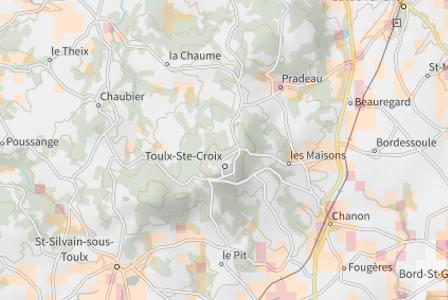 le Theix
la Chaume
Pradeau
Chaubier
Beauregard
Poussange
Bordessoule
Toulx-Ste-Croix
les Maisons
Chanon
St-Silvain-sous-
Toulx
le Pit
Fougères